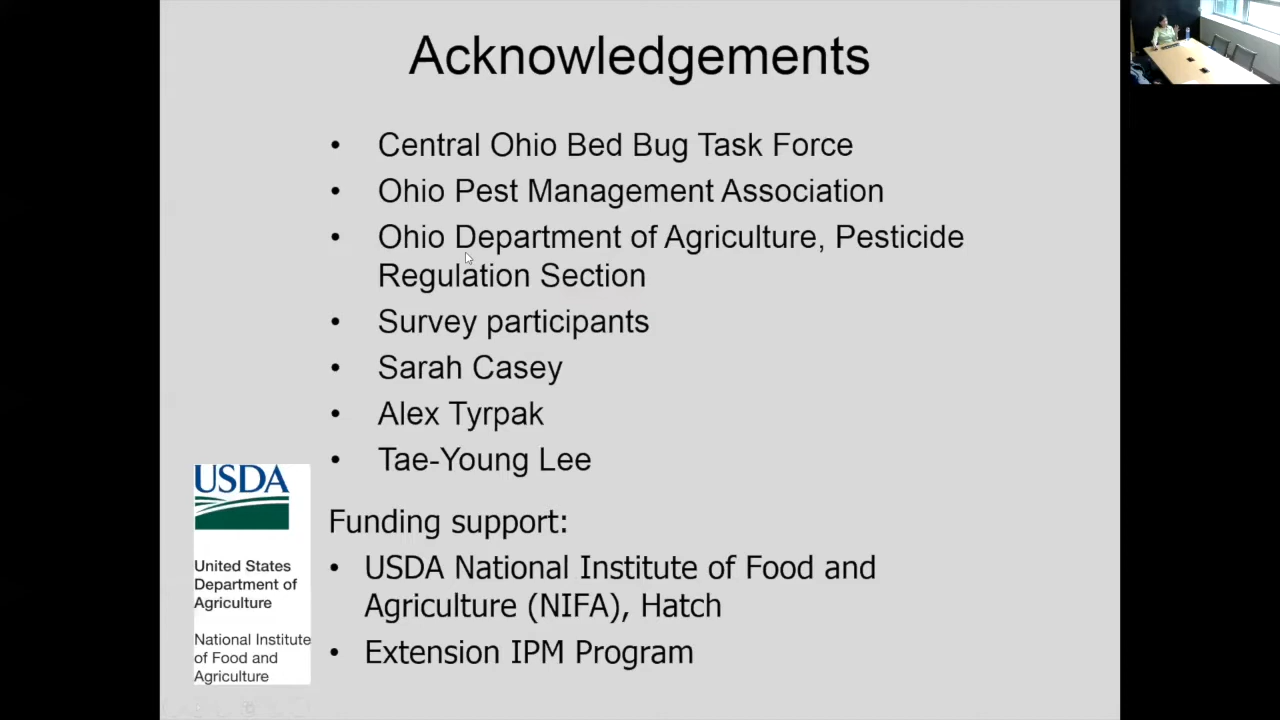 Acknowledgements
• Central Ohio Bed Bug Task Force
• Ohio Pest Management Association
• Ohio Department of Agriculture, Pesticide
Regulation Section
• Survey participants
• Sarah Casey
• Alex Tyrpak
• Tae-Young Lee
Funding support:
• USDA National Institute of Food and
Agriculture (NIFA), Hatch
• Extension IPM Program
USDA
United States
Department of
Agriculture
National Institute
of Food and
Agriculture